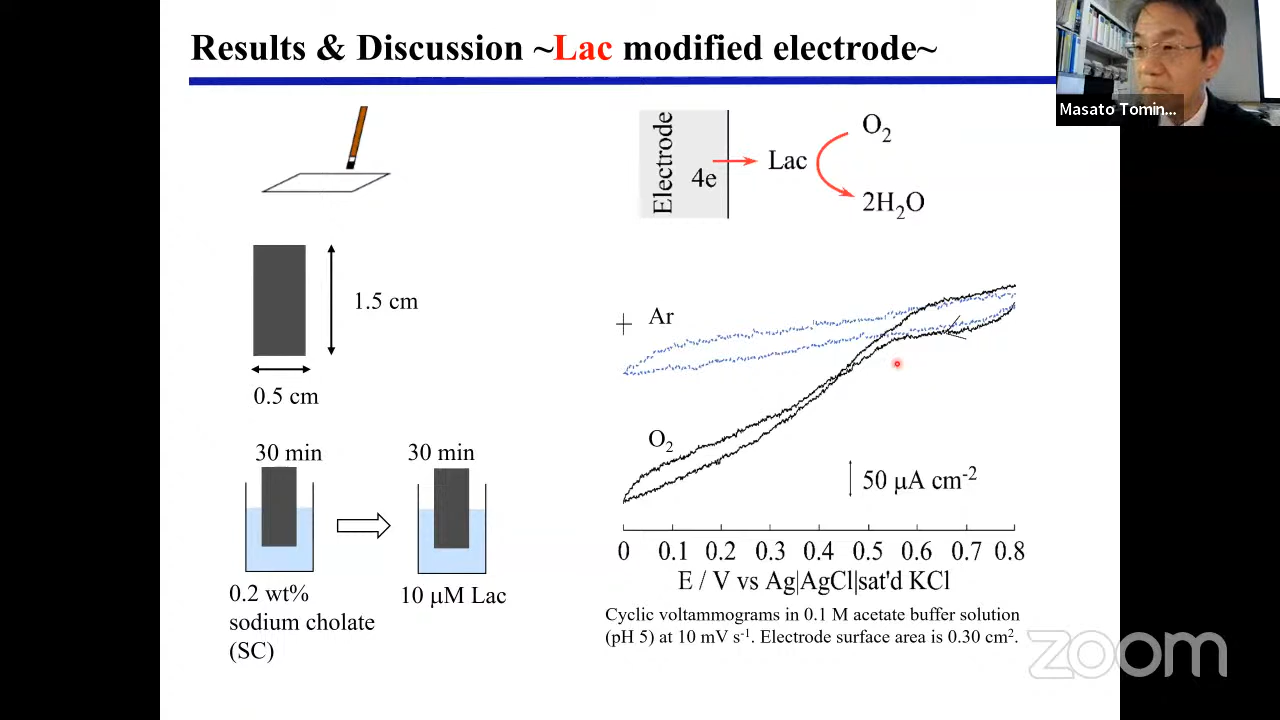 Results & Discussion ~Lac modified electrode~
Masato Tomin...
Electrode
4e
Lac
O₂
2H₂O
1.5 cm
0.5 cm
30 min
30 min
0.2 wt%
sodium cholate
(SC)
10 μM Lac
Ar
O₂
50 μA cm⁻²
0 0.1 0.2 0.3 0.4 0.5 0.6 0.7 0.8
E / V vs Ag|AgCl|sat'd KCl
Cyclic voltammograms in 0.1 M acetate buffer solution
(pH 5) at 10 mV s⁻¹. Electrode surface area is 0.30 cm².
zoom